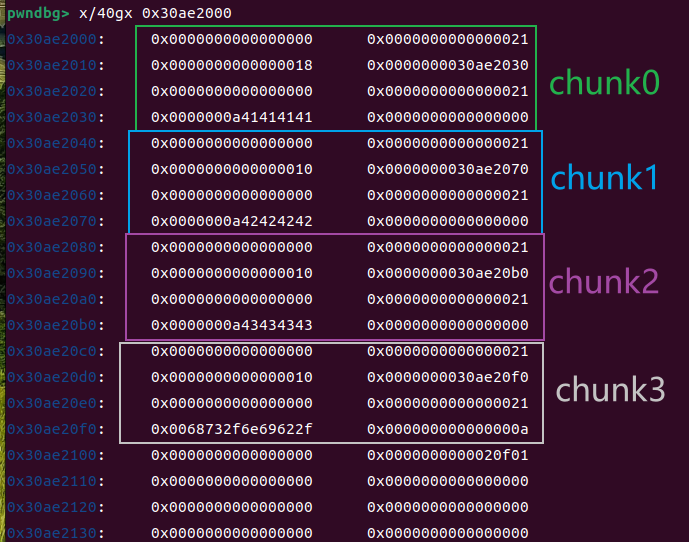 pwndbg> x/40gx 0x30ae2000
0x30ae2000: 0x0000000000000000 0x0000000000000021
0x30ae2010: 0x0000000000000018 0x0000000030ae2030
0x30ae2020: 0x0000000000000000 0x0000000000000021
0x30ae2030: 0x0000000a41414141 0x0000000000000000
chunk0
0x30ae2040: 0x0000000000000000 0x0000000000000021
0x30ae2050: 0x0000000000000010 0x0000000030ae2070
0x30ae2060: 0x0000000000000000 0x0000000000000021
0x30ae2070: 0x0000000a42424242 0x0000000000000000
chunk1
0x30ae2080: 0x0000000000000000 0x0000000000000021
0x30ae2090: 0x0000000000000010 0x0000000030ae20b0
0x30ae20a0: 0x0000000000000000 0x0000000000000021
0x30ae20b0: 0x0000000a43434343 0x0000000000000000
chunk2
0x30ae20c0: 0x0000000000000000 0x0000000000000021
0x30ae20d0: 0x0000000000000010 0x0000000030ae20f0
0x30ae20e0: 0x0000000000000000 0x0000000000000021
0x30ae20f0: 0x0068732f6e69622f 0x000000000000000a
chunk3
0x30ae2100: 0x0000000000000000 0x0000000000020f01
0x30ae2110: 0x0000000000000000 0x0000000000000000
0x30ae2120: 0x0000000000000000 0x0000000000000000
0x30ae2130: 0x0000000000000000 0x0000000000000000